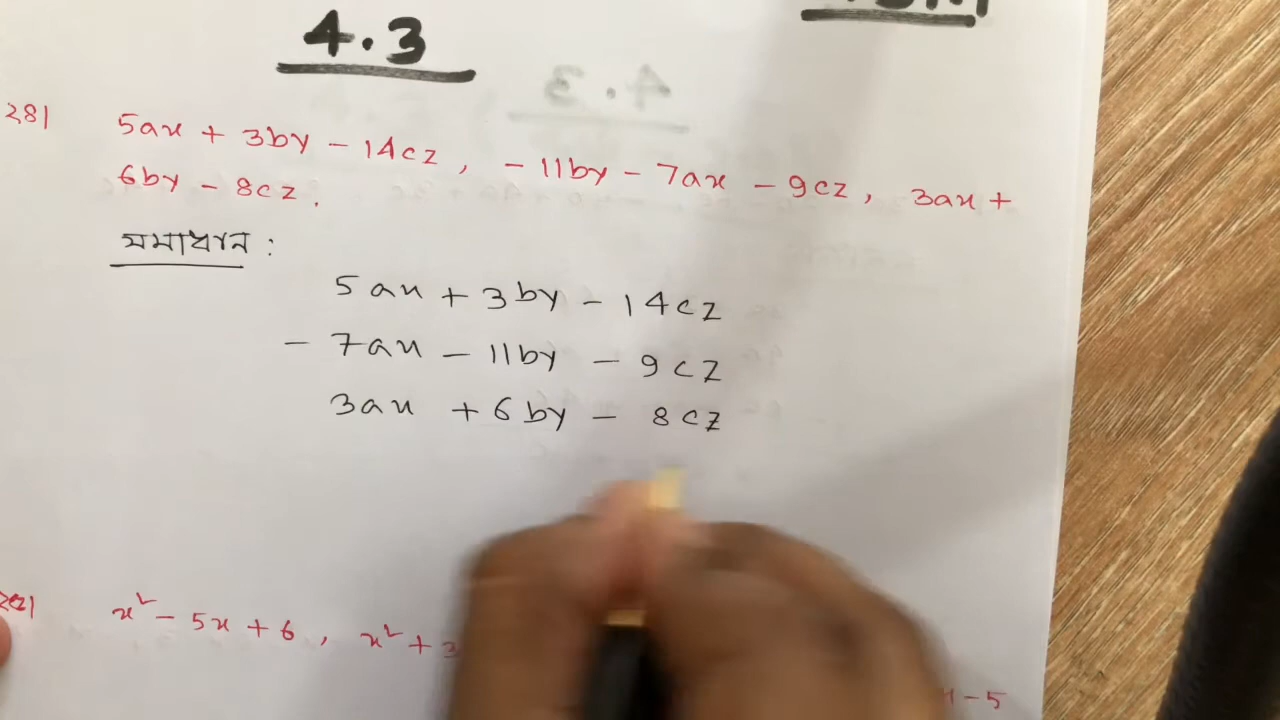 4.3
২৪। 5ax + 3by - 14cz, - 11by - 7ax - 9cz, 3ax +
6by - 8cz.
সমাধান :
5ax + 3by - 14cz
- 7ax - 11by - 9cz
3ax + 6by - 8cz
x² - 5x + 6, x² + 3
- 5